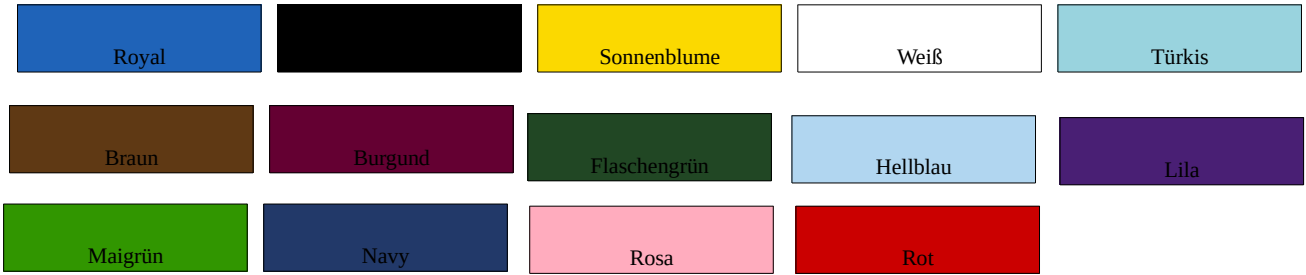 Royal
Sonnenblume
Weiß
Türkis
Braun
Burgund
Flaschengrün
Hellblau
Lila
Maigrün
Navy
Rosa
Rot